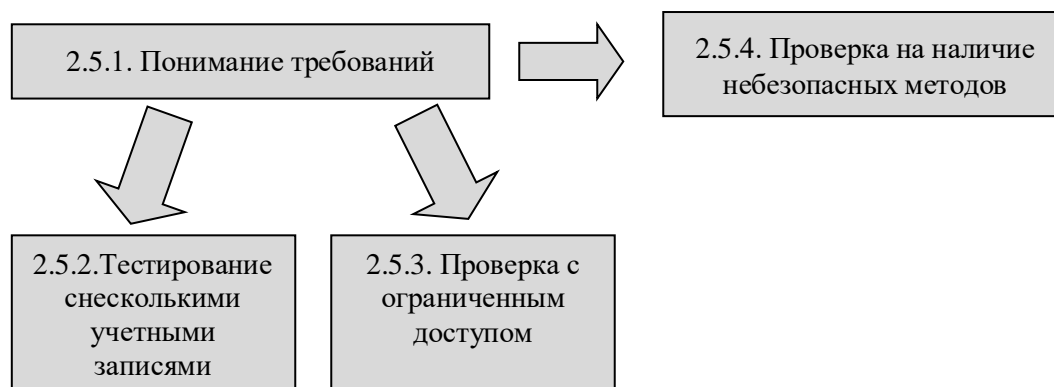 2.5.1. Понимание требований
2.5.4. Проверка на наличие
небезопасных методов
2.5.2.Тестирование
снесколькими
учетными
записями
2.5.3. Проверка с
ограниченным
доступом